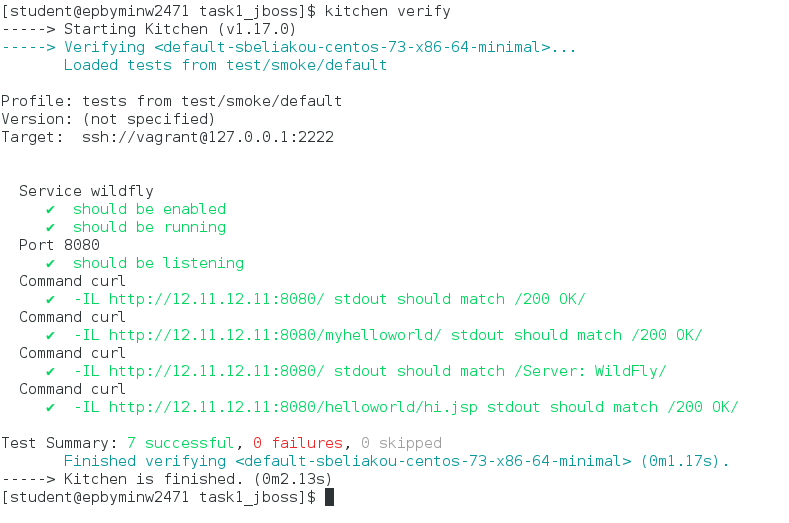 [student@epbyminw2471 task1_jboss]$ kitchen verify
-----> Starting Kitchen (v1.17.0)
-----> Verifying <default-sbeliakou-centos-73-x86-64-minimal>...
       Loaded tests from test/smoke/default

Profile: tests from test/smoke/default
Version: (not specified)
Target:  ssh://vagrant@127.0.0.1:2222

  Service wildfly
     ✔  should be enabled
     ✔  should be running
  Port 8080
     ✔  should be listening
  Command curl
     ✔  -IL http://12.11.12.11:8080/ stdout should match /200 OK/
  Command curl
     ✔  -IL http://12.11.12.11:8080/myhelloworld/ stdout should match /200 OK/
  Command curl
     ✔  -IL http://12.11.12.11:8080/ stdout should match /Server: WildFly/
  Command curl
     ✔  -IL http://12.11.12.11:8080/helloworld/hi.jsp stdout should match /200 OK/

Test Summary: 7 successful, 0 failures, 0 skipped
       Finished verifying <default-sbeliakou-centos-73-x86-64-minimal> (0m1.17s).
-----> Kitchen is finished. (0m2.13s)
[student@epbyminw2471 task1_jboss]$